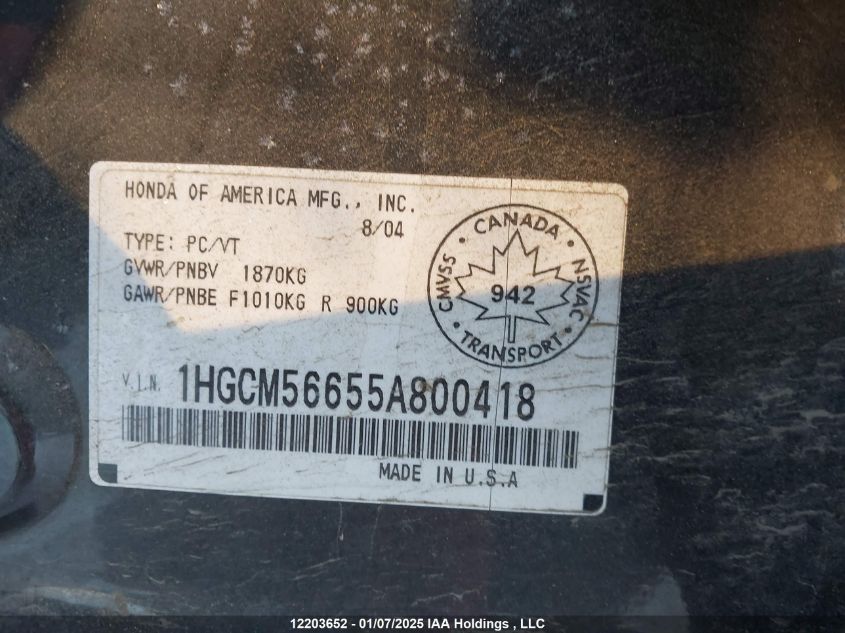 HONDA OF AMERICA MFG., INC.
8/04
TYPE: PC/VT
GVWR/PNBV 1870KG
GAWR/PNBE F1010KG R 900KG
CANADA
CMVSS
942
NSVAC
TRANSPORT
V.I.N. 1HGCM56655A800418
MADE IN U.S.A
12203652 - 01/07/2025 IAA Holdings , LLC